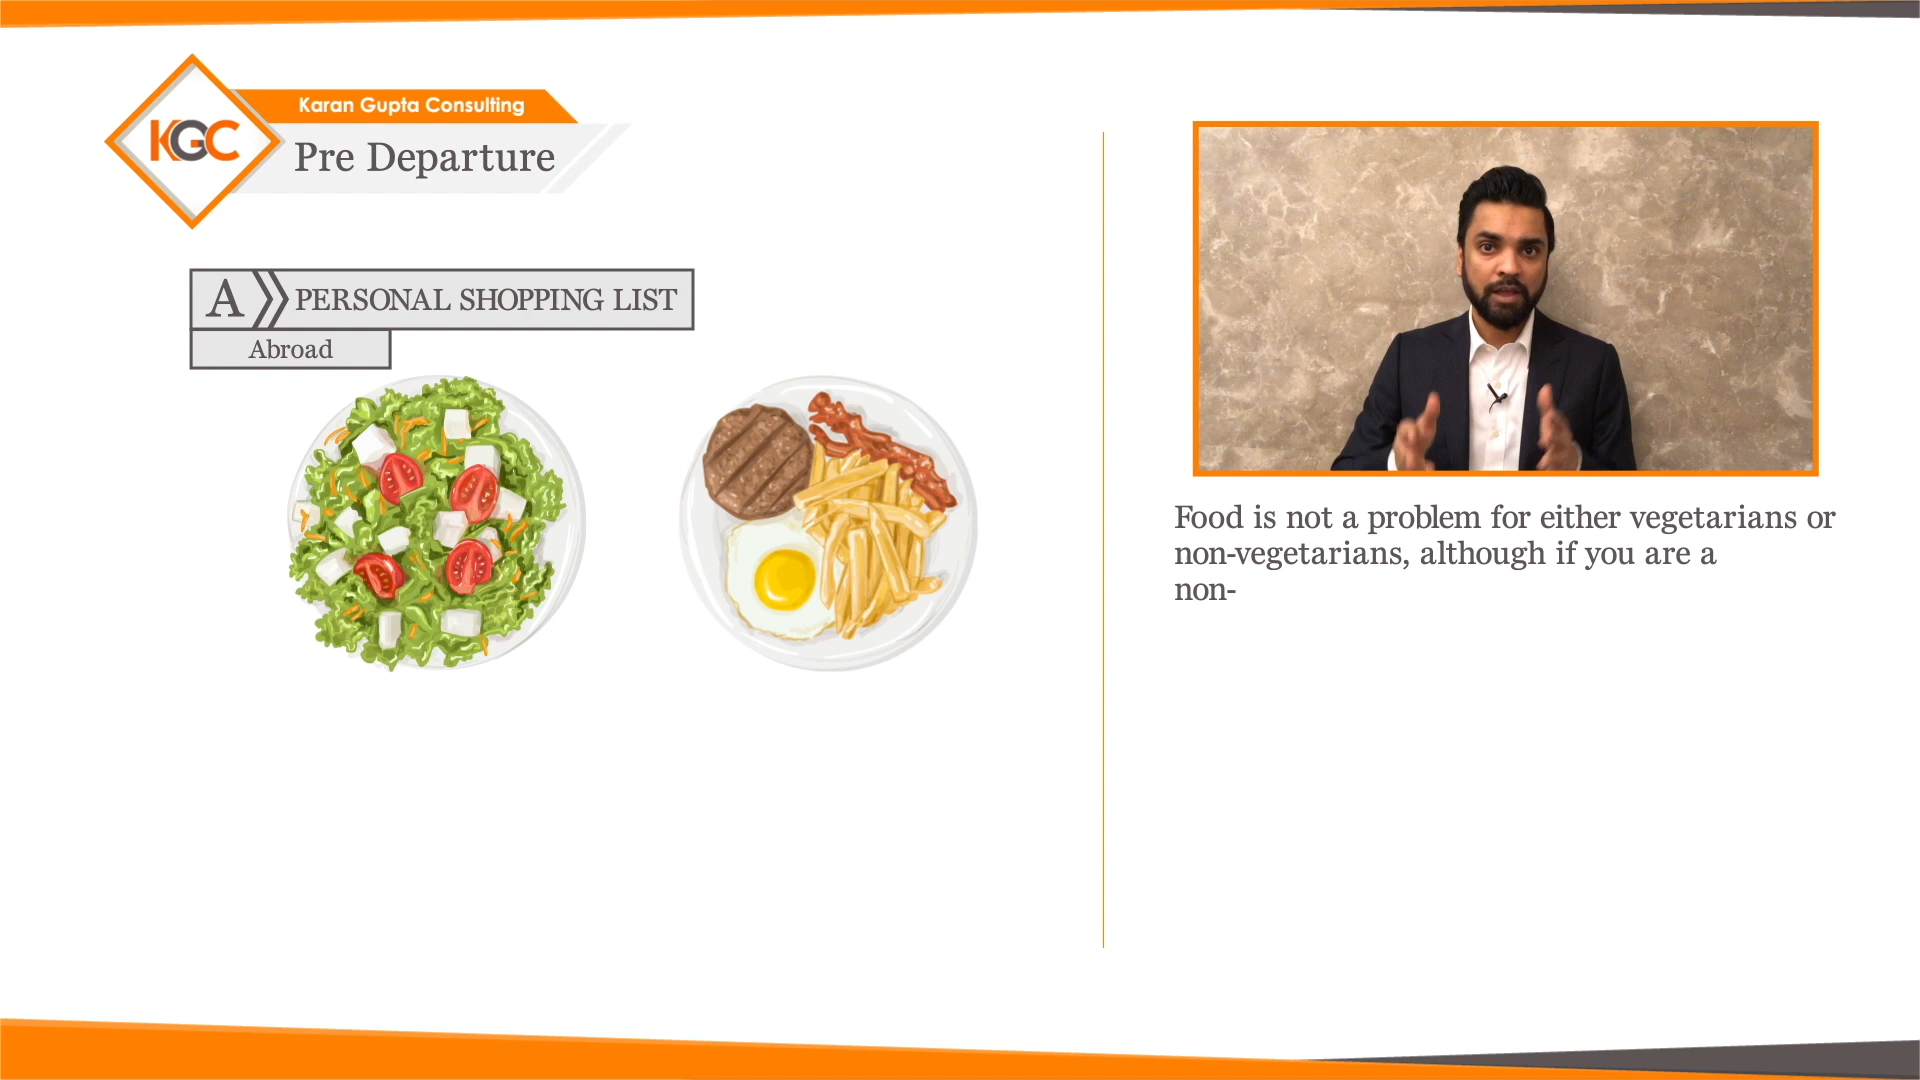 Karan Gupta Consulting
KGC
Pre Departure
A PERSONAL SHOPPING LIST
Abroad
Food is not a problem for either vegetarians or
non-vegetarians, although if you are a
non-